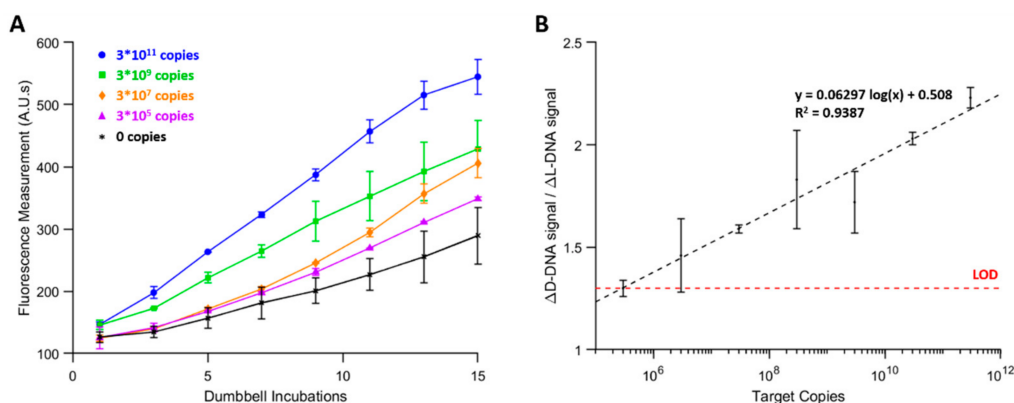 A
600
500
400
300
200
100
0
5
10
15
Fluorescence Measurement (A.U.s)
Dumbbell Incubations
3*10¹¹ copies
3*10⁹ copies
3*10⁷ copies
3*10⁵ copies
0 copies
B
2.5
2
1.5
1
10⁶
10⁸
10¹⁰
10¹²
ΔD-DNA signal / ΔL-DNA signal
Target Copies
y = 0.06297 log(x) + 0.508
R² = 0.9387
LOD